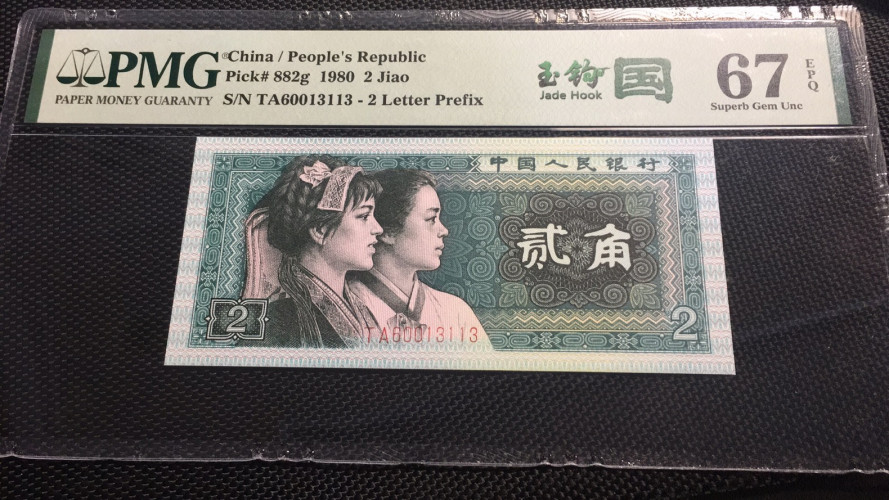 PMG
PAPER MONEY GUARANTY
China / People's Republic
Pick# 882g 1980 2 Jiao
S/N TA60013113 - 2 Letter Prefix
玉钩国
Jade Hook
67
EPQ
Superb Gem Unc
中国人民银行
贰角
2
TA60013113
2